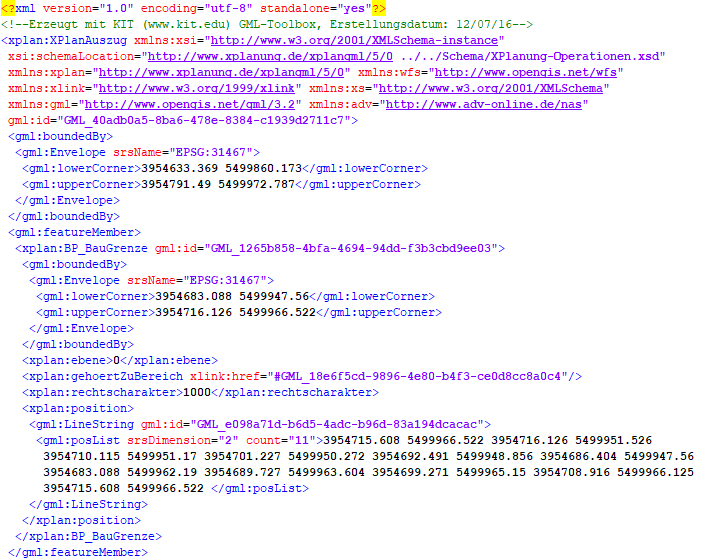 <?xml version="1.0" encoding="utf-8" standalone="yes"?>
<!--Erzeugt mit KIT (www.kit.edu) GML-Toolbox, Erstellungsdatum: 12/07/16-->
<xplan:XPlanAuszug xmlns:xsi="http://www.w3.org/2001/XMLSchema-instance"
xsi:schemaLocation="http://www.xplanung.de/xplangml/5/0 ../../Schema/XPlanung-Operationen.xsd"
xmlns:xplan="http://www.xplanung.de/xplangml/5/0" xmlns:wfs="http://www.opengis.net/wfs"
xmlns:xlink="http://www.w3.org/1999/xlink" xmlns:xs="http://www.w3.org/2001/XMLSchema"
xmlns:gml="http://www.opengis.net/gml/3.2" xmlns:adv="http://www.adv-online.de/nas"
gml:id="GML_40adb0a5-8ba6-478e-8384-c1939d2711c7">
<gml:boundedBy>
<gml:Envelope srsName="EPSG:31467">
<gml:lowerCorner>3954633.369 5499860.173</gml:lowerCorner>
<gml:upperCorner>3954791.49 5499972.787</gml:upperCorner>
</gml:Envelope>
</gml:boundedBy>
<gml:featureMember>
<xplan:BP_BauGrenze gml:id="GML_1265b858-4bfa-4694-94dd-f3b3cbd9ee03">
<gml:boundedBy>
<gml:Envelope srsName="EPSG:31467">
<gml:lowerCorner>3954683.088 5499947.56</gml:lowerCorner>
<gml:upperCorner>3954716.126 5499966.522</gml:upperCorner>
</gml:Envelope>
</gml:boundedBy>
<xplan:ebene>0</xplan:ebene>
<xplan:gehoertZuBereich xlink:href="#GML_18e6f5cd-9896-4e80-b4f3-ce0d8cc8a0c4"/>
<xplan:rechtscharakter>1000</xplan:rechtscharakter>
<xplan:position>
<gml:LineString gml:id="GML_e098a71d-b6d5-4adc-b96d-83a194dcacac">
<gml:posList srsDimension="2" count="11">3954715.608 5499966.522 3954716.126 5499951.526
3954710.115 5499951.17 3954701.227 5499950.272 3954692.491 5499948.856 3954686.404 5499947.56
3954683.088 5499962.19 3954689.727 5499963.604 3954699.271 5499965.15 3954708.916 5499966.125
3954715.608 5499966.522 </gml:posList>
</gml:LineString>
</xplan:position>
</xplan:BP_BauGrenze>
</gml:featureMember>